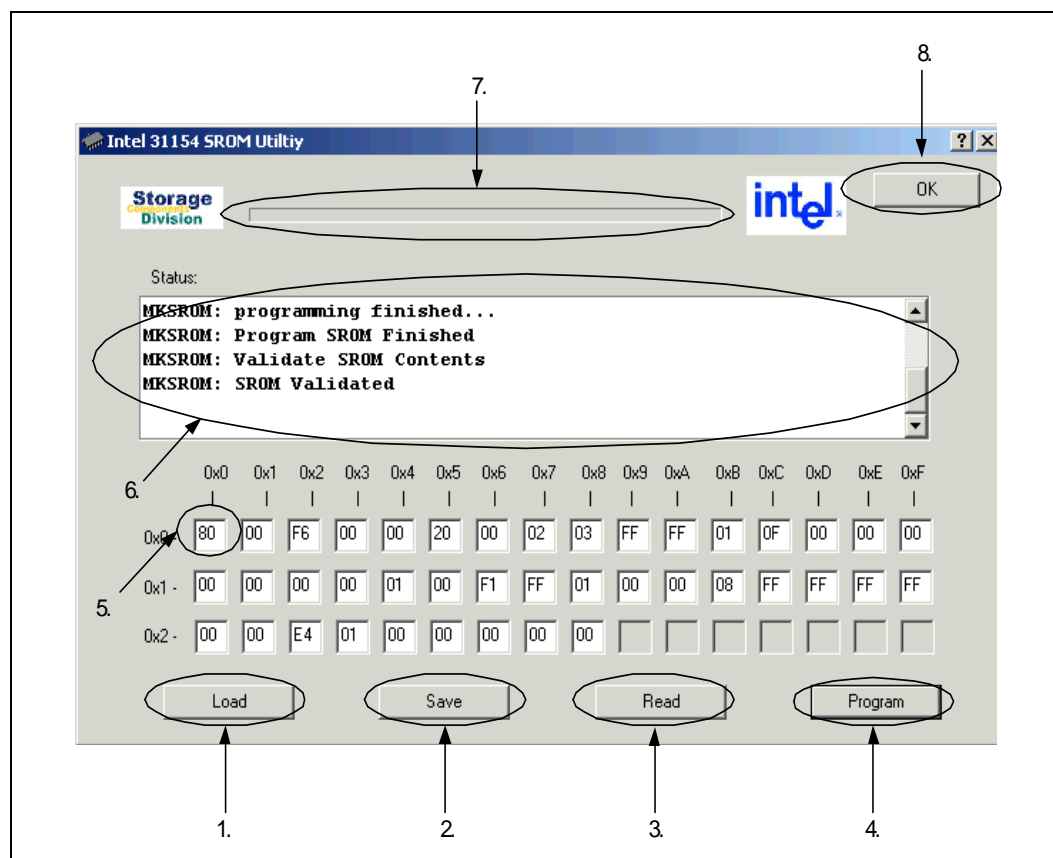 8.
7.
Intel 31154 SROM Utiltiy
Storage
Components
Division
intel
OK
Status:
MKSROM: programming finished...
MKSROM: Program SROM Finished
MKSROM: Validate SROM Contents
MKSROM: SROM Validated
6.
0x0 0x1 0x2 0x3 0x4 0x5 0x6 0x7 0x8 0x9 0xA 0xB 0xC 0xD 0xE 0xF
0x0 - 80 00 F6 00 00 20 00 02 03 FF FF 01 0F 00 00 00
0x1 - 00 00 00 00 01 00 F1 FF 01 00 00 08 FF FF FF FF
5.
0x2 - 00 00 E4 01 00 00 00 00 00
Load Save Read Program
1. 2. 3. 4.